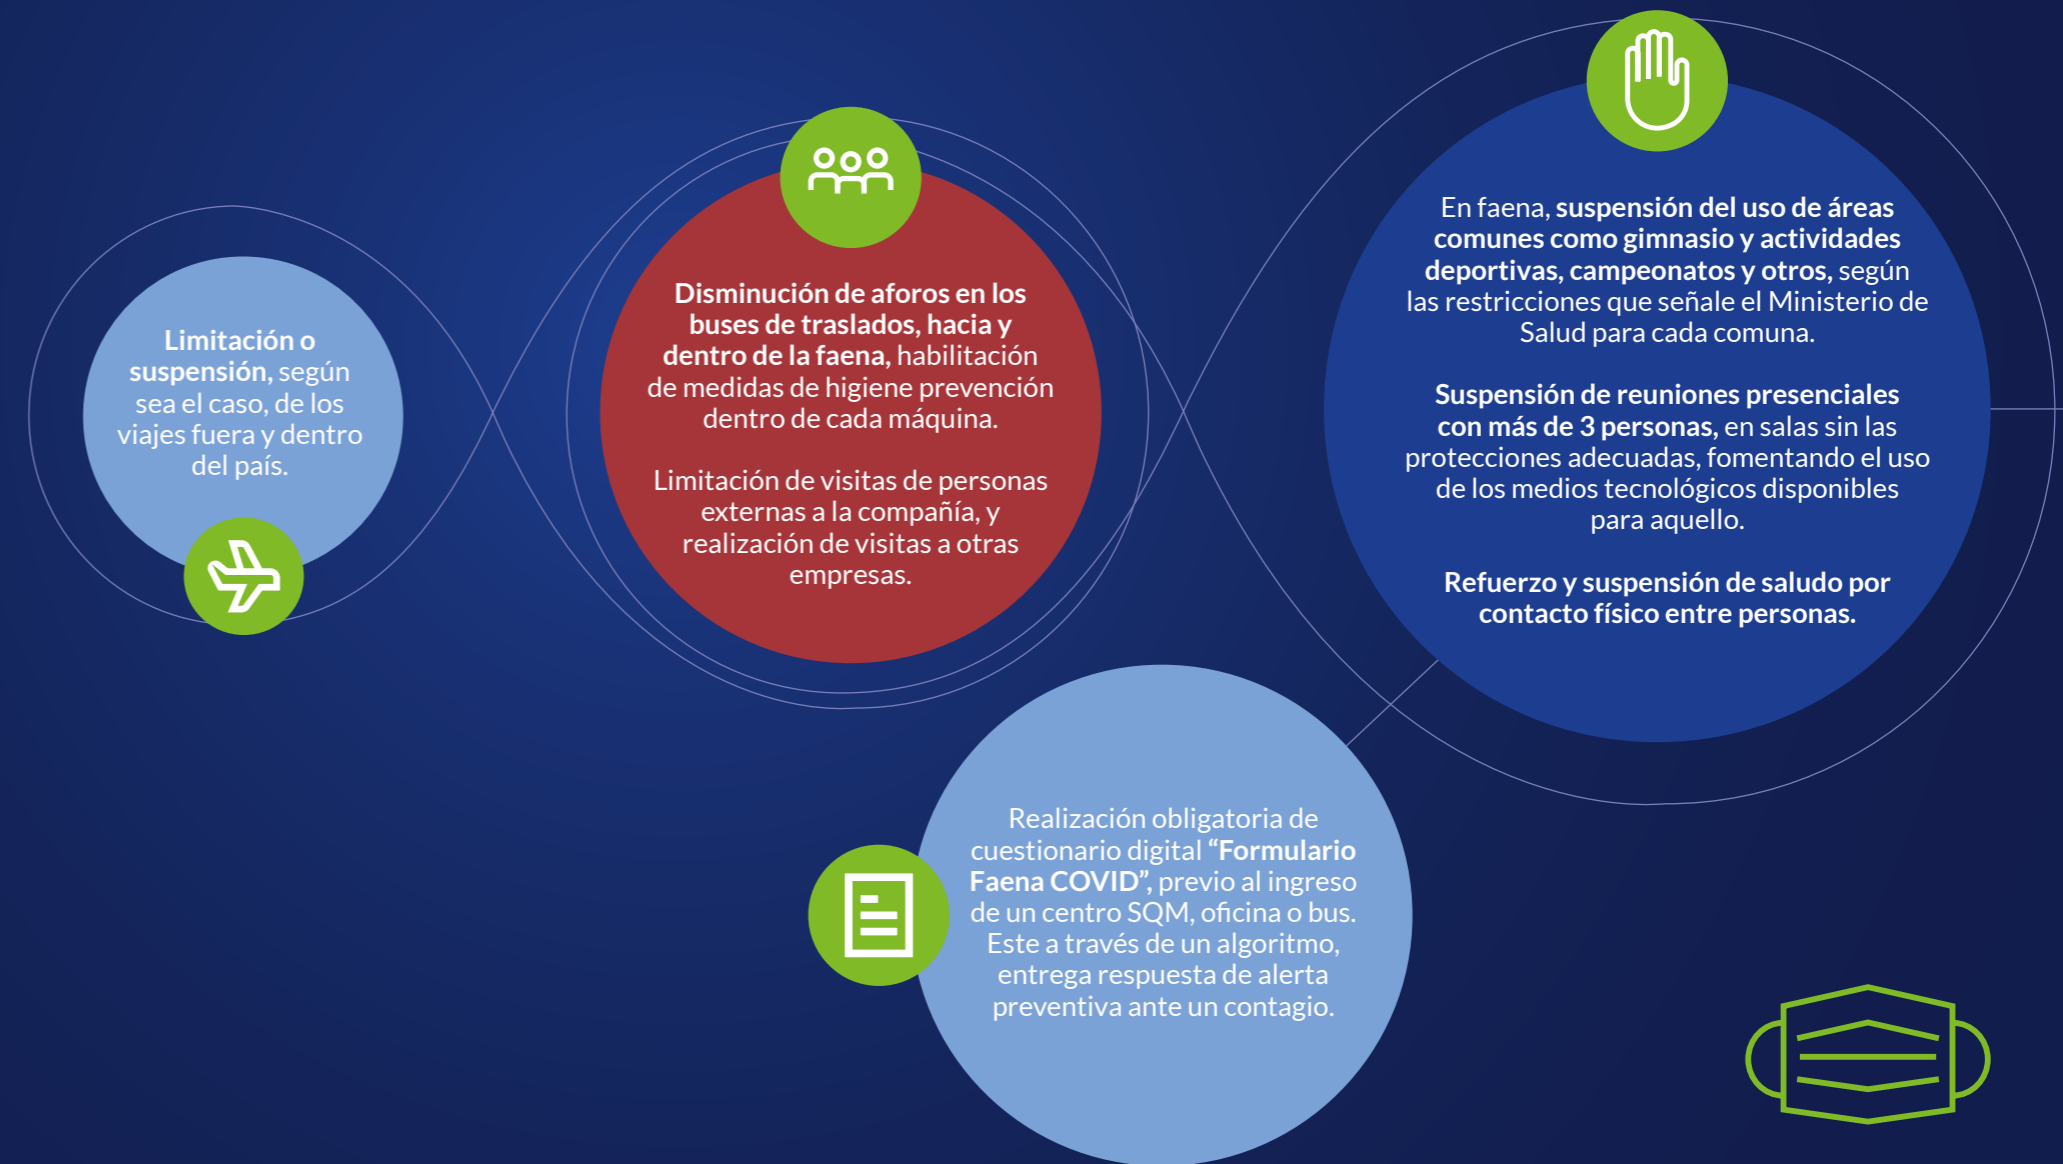 Limitación o
suspensión, según
sea el caso, de los
viajes fuera y dentro
del país.
Disminución de aforos en los
buses de traslados, hacia y
dentro de la faena, habilitación
de medidas de higiene prevención
dentro de cada máquina.
Limitación de visitas de personas
externas a la compañía, y
realización de visitas a otras
empresas.
En faena, suspensión del uso de áreas
comunes como gimnasio y actividades
deportivas, campeonatos y otros, según
las restricciones que señale el Ministerio de
Salud para cada comuna.
Suspensión de reuniones presenciales
con más de 3 personas, en salas sin las
protecciones adecuadas, fomentando el uso
de los medios tecnológicos disponibles
para aquello.
Refuerzo y suspensión de saludo por
contacto físico entre personas.
Realización obligatoria de
cuestionario digital “Formulario
Faena COVID”, previo al ingreso
de un centro SQM, oficina o bus.
Este a través de un algoritmo,
entrega respuesta de alerta
preventiva ante un contagio.